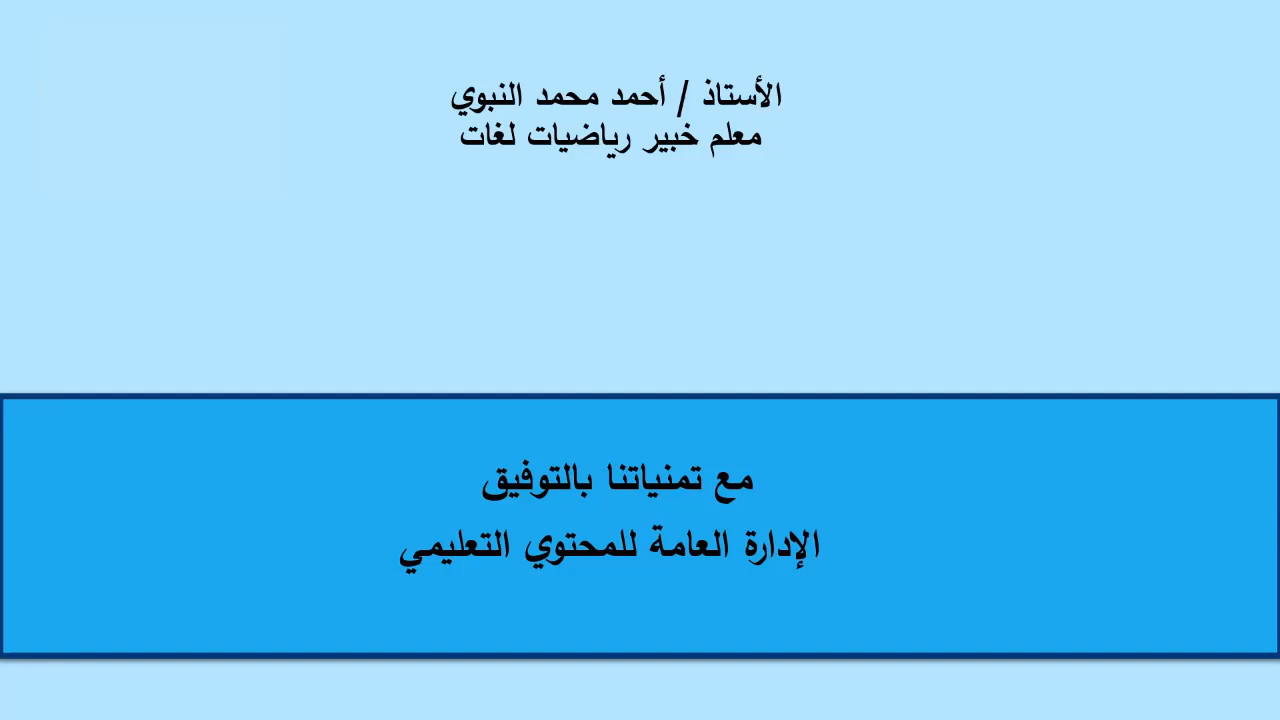 الأستاذ / أحمد محمد النبوي
معلم خبير رياضيات لغات
مع تمنياتنا بالتوفيق
الإدارة العامة للمحتوي التعليمي